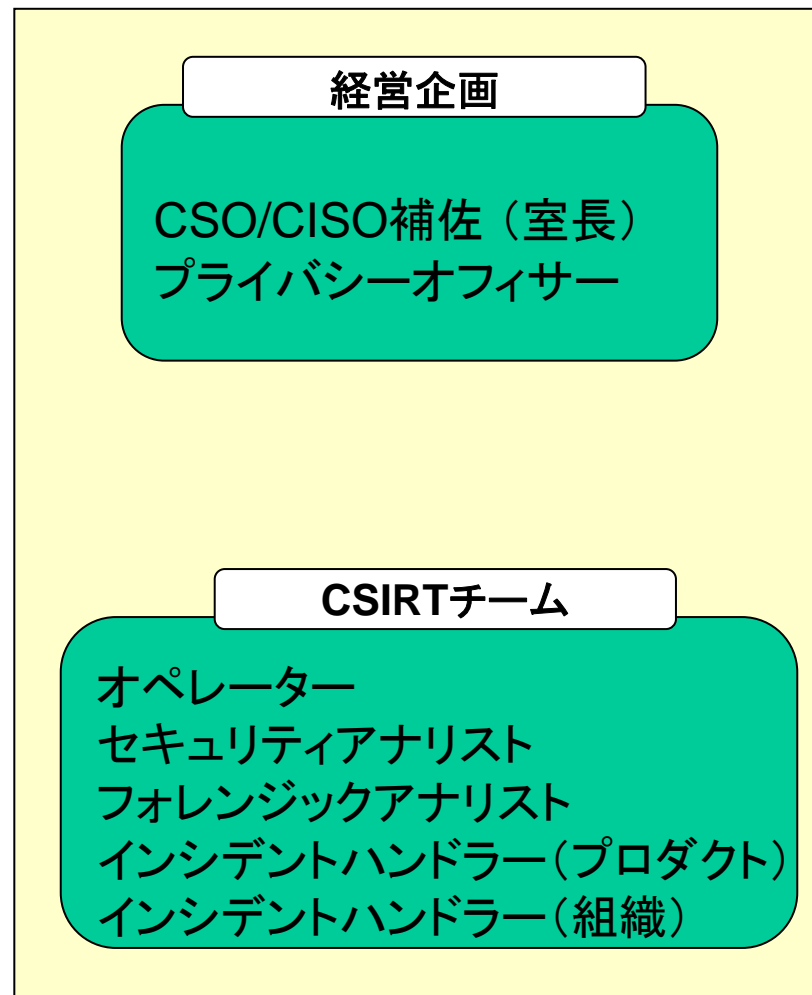 経営企画
CSO/CISO補佐（室長）
プライバシーオフィサー
CSIRTチーム
オペレーター
セキュリティアナリスト
フォレンジックアナリスト
インシデントハンドラー（プロダクト）
インシデントハンドラー（組織）